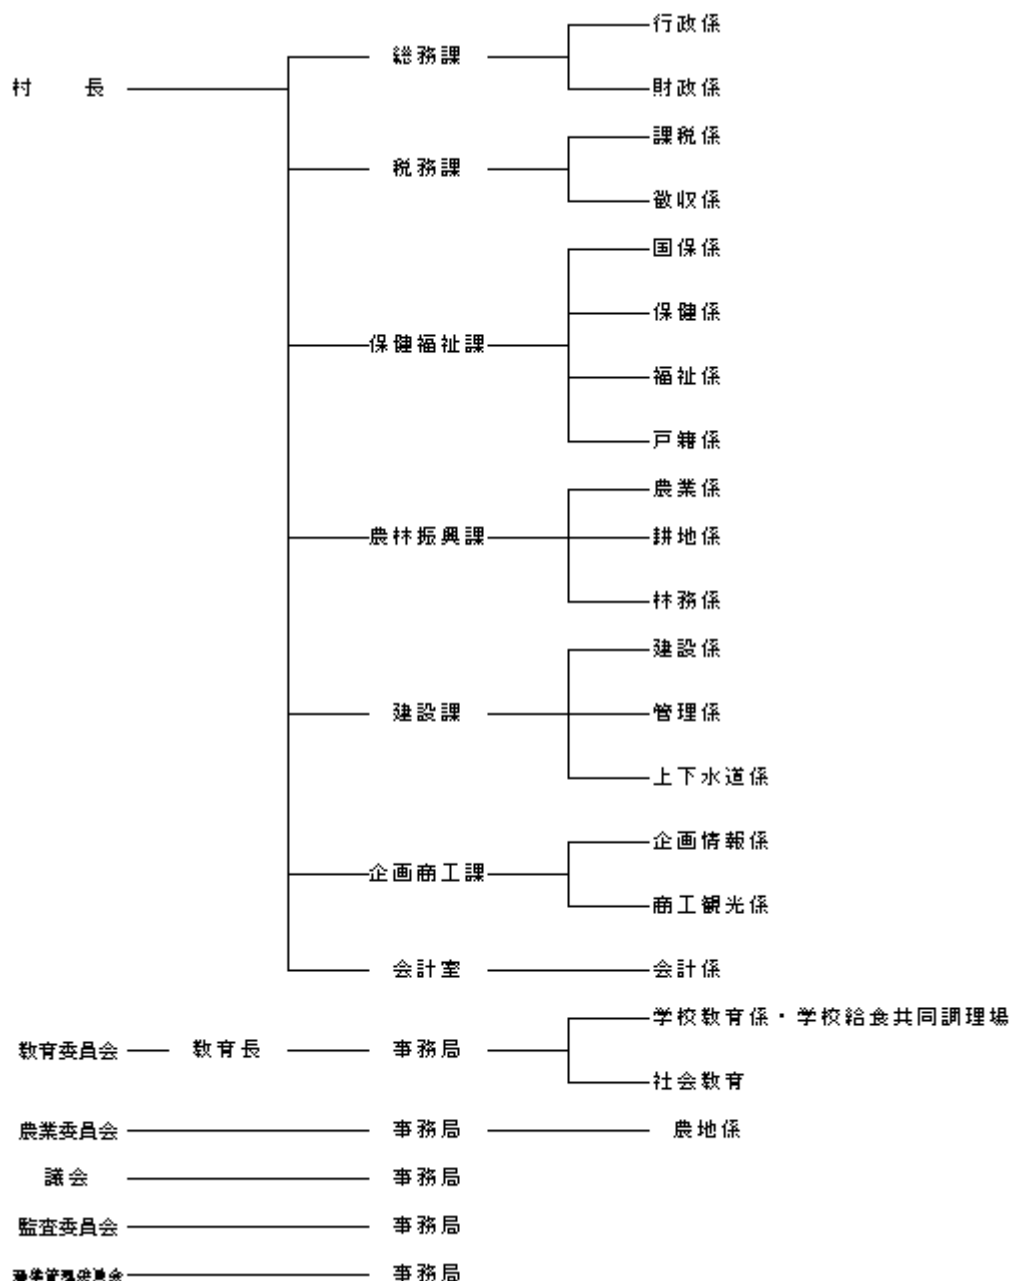 行政係
総務課
村　長
財政係
課税係
税務課
徴収係
国保係
保健係
保健福祉課
福祉係
戸籍係
農業係
農林振興課 耕地係
林務係
建設係
建設課 管理係
上下水道係
企画情報係
企画商工課
商工観光係
会計室 会計係
学校教育係・学校給食共同調理場
教育委員会 教育長 事務局
社会教育
農業委員会 事務局 農地係
議会 事務局
監査委員会 事務局
事務局